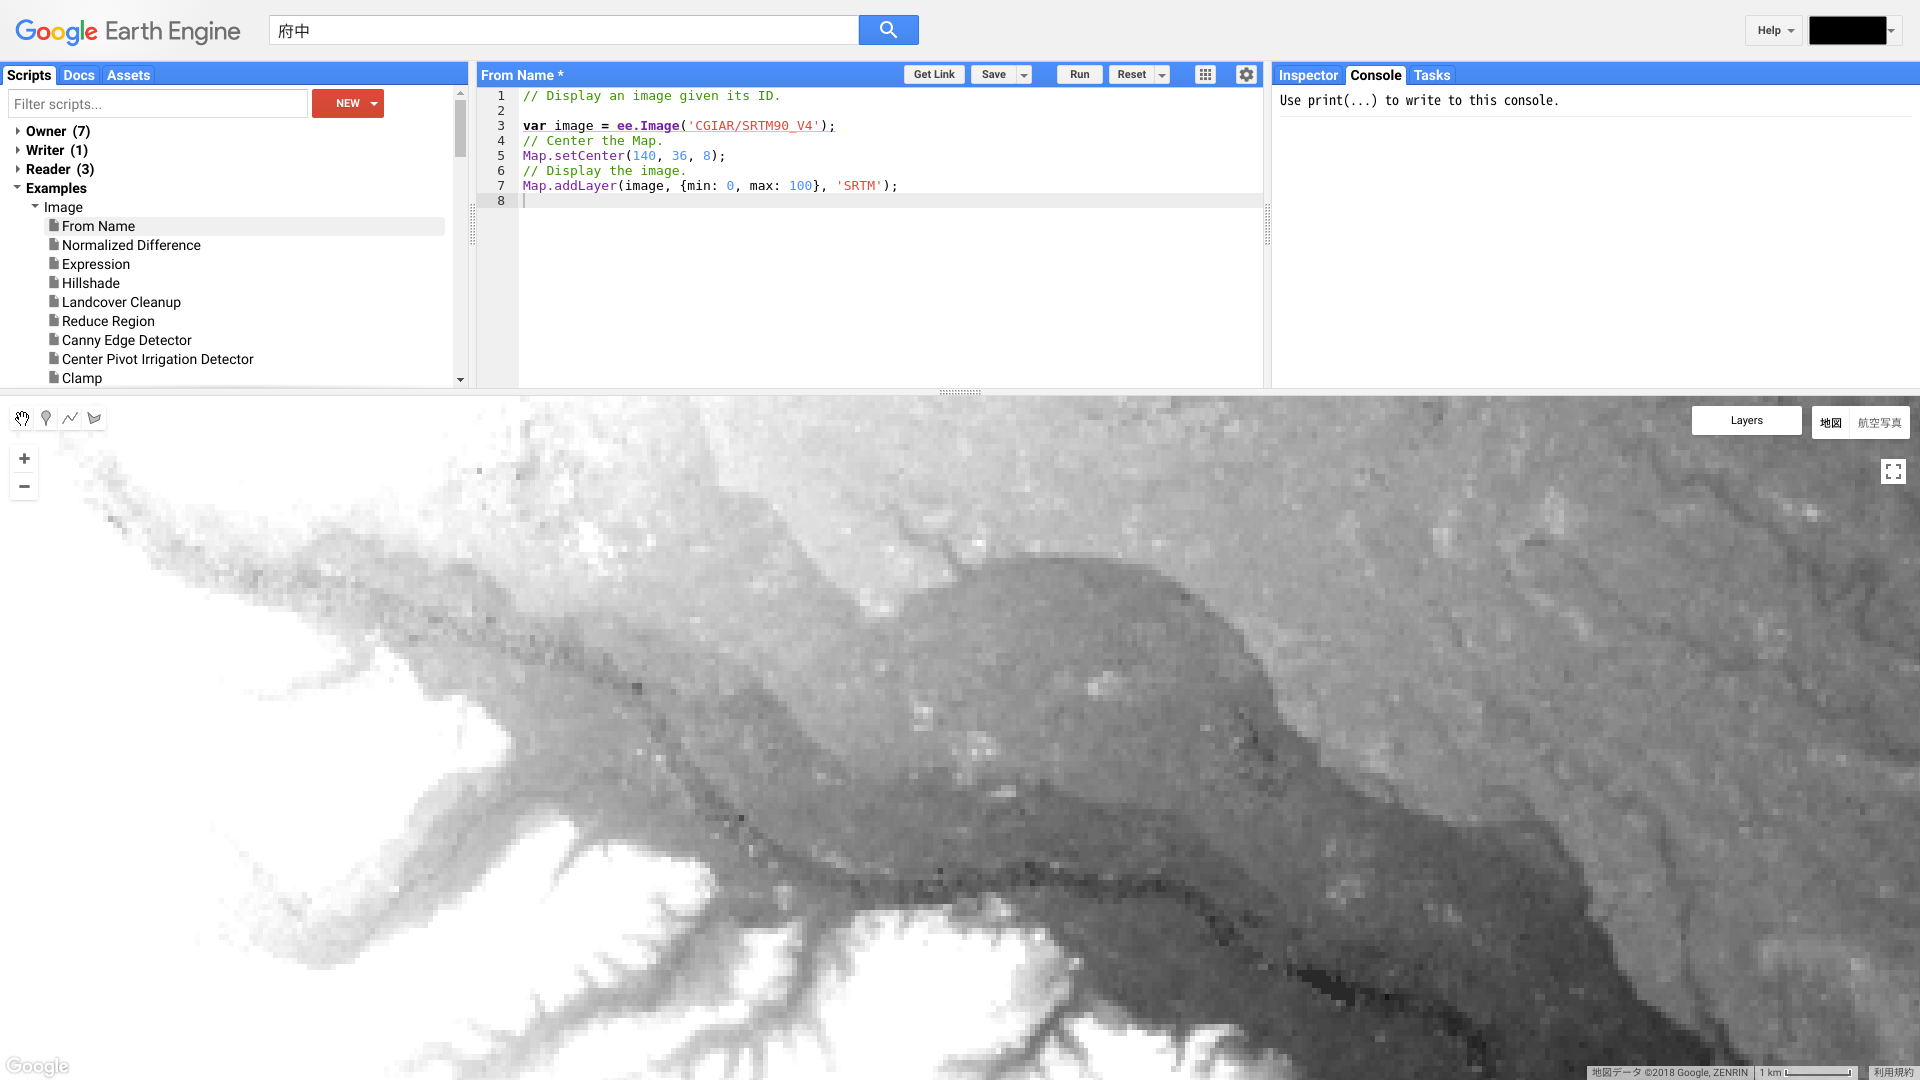 Google Earth Engine
府中
Help
Scripts Docs Assets
Filter scripts...
NEW
Owner (7)
Writer (1)
Reader (3)
Examples
Image
From Name
Normalized Difference
Expression
Hillshade
Landcover Cleanup
Reduce Region
Canny Edge Detector
Center Pivot Irrigation Detector
Clamp
From Name *
Get Link Save Run Reset
1 // Display an image given its ID.
2
3 var image = ee.Image('CGIAR/SRTM90_V4');
4 // Center the Map.
5 Map.setCenter(140, 36, 8);
6 // Display the image.
7 Map.addLayer(image, {min: 0, max: 100}, 'SRTM');
8
Inspector Console Tasks
Use print(...) to write to this console.
Layers
地図 航空写真
Google
地図データ ©2018 Google, ZENRIN 1 km 利用規約